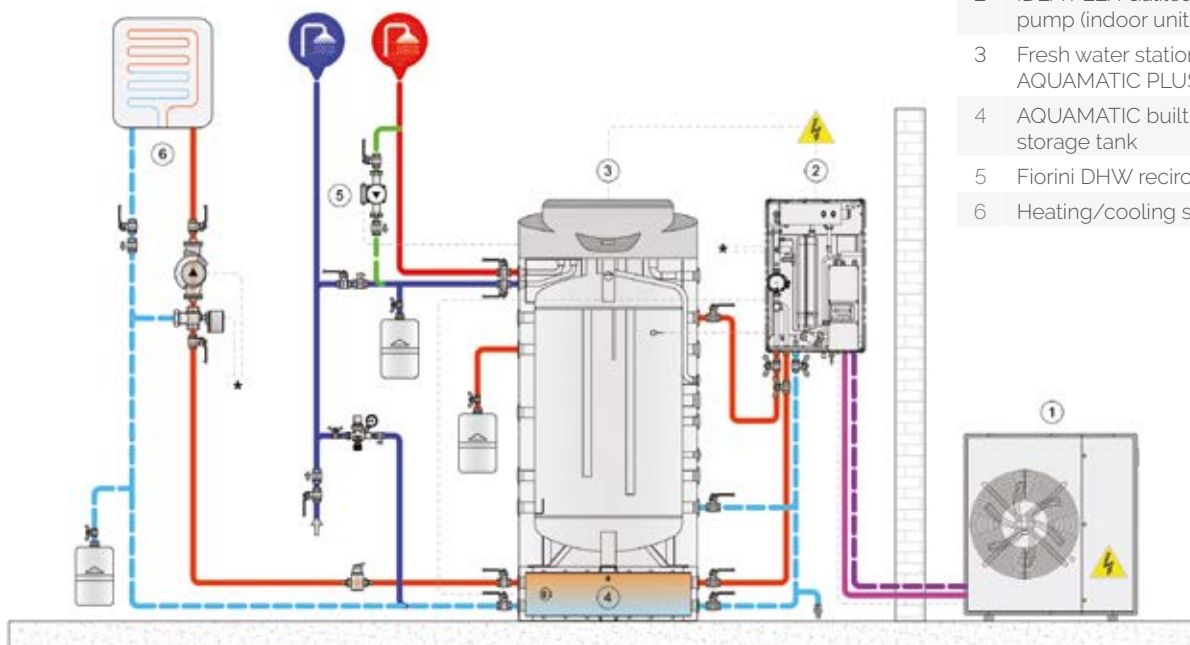 pump (indoor unit
3 Fresh water station
AQUAMATIC PLUS
4 AQUAMATIC built
storage tank
5 Fiorini DHW recirc
6 Heating/cooling s
6
5
3
2
*
*
1
4